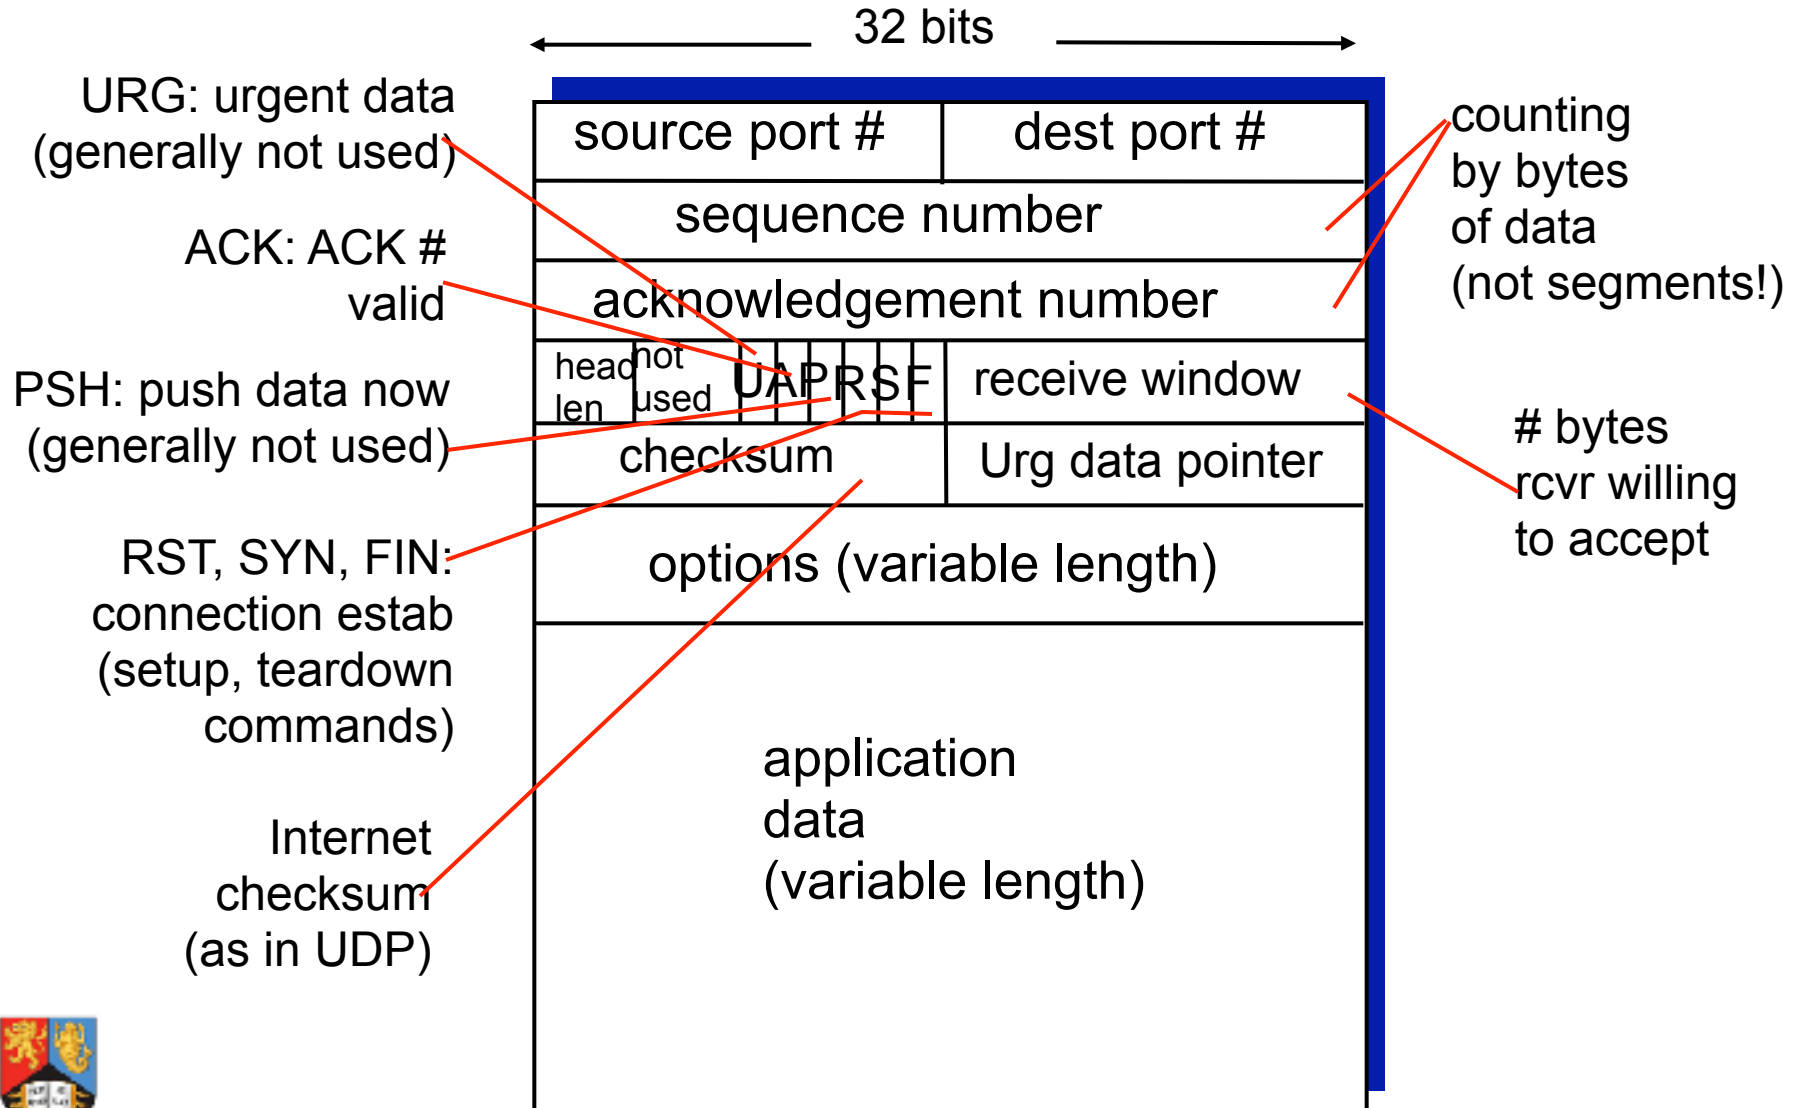 32 bits
URG: urgent data
(generally not used)
ACK: ACK #
valid
PSH: push data now
(generally not used)
RST, SYN, FIN:
connection estab
(setup, teardown
commands)
Internet
checksum
(as in UDP)
source port #
dest port #
sequence number
acknowledgement number
head
len
not
used
U A P R S F
receive window
checksum
Urg data pointer
options (variable length)
application
data
(variable length)
counting
by bytes
of data
(not segments!)
# bytes
rcvr willing
to accept